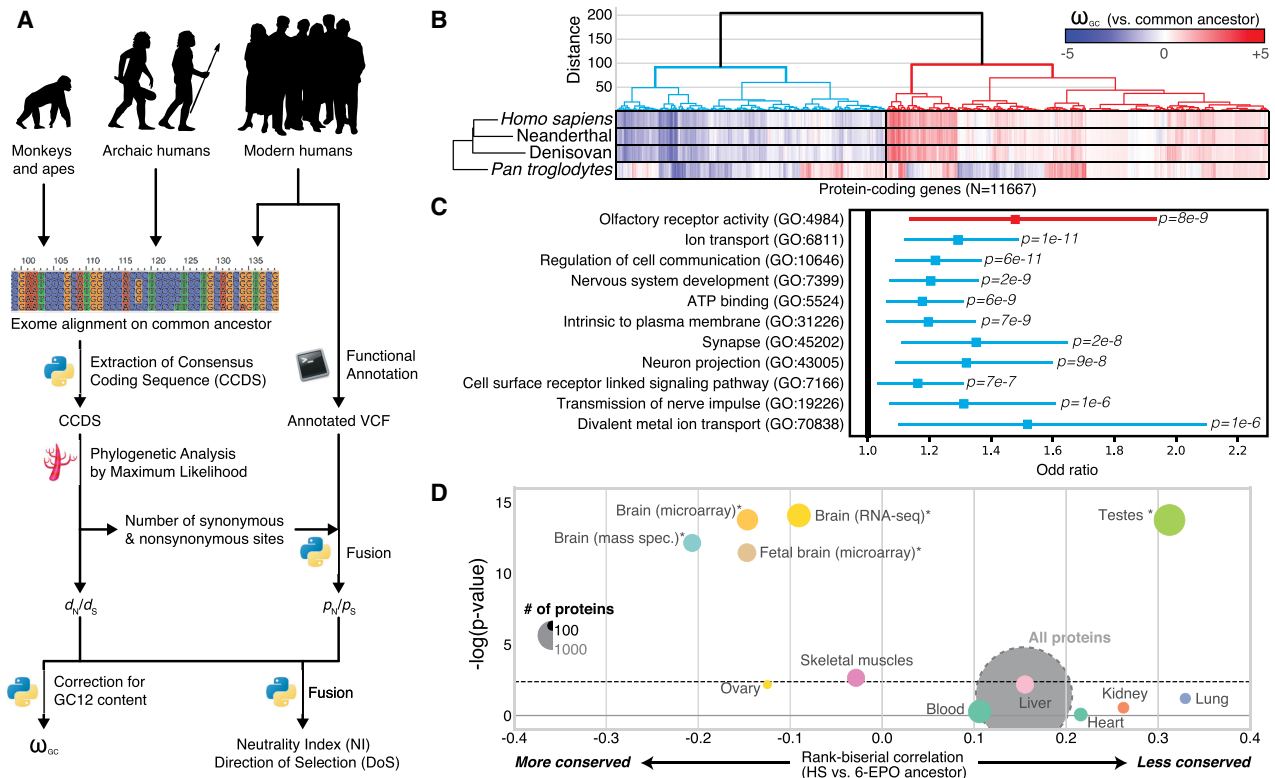 A
Monkeys
and apes
Archaic humans
Modern humans
100 105 110 115 120 125 130 135
Exome alignment on common ancestor
Extraction of Consensus
Coding Sequence (CCDS)
Functional
Annotation
CCDS
Annotated VCF
Phylogenetic Analysis
by Maximum Likelihood
Number of synonymous
& nonsynonymous sites
Fusion
dN/dS
pN/pS
Correction for
GC12 content
Fusion
ωGC
Neutrality Index (NI)
Direction of Selection (DoS)
B
Distance
200
150
100
50
ωGC (vs. common ancestor)
-5 0 +5
Homo sapiens
Neanderthal
Denisovan
Pan troglodytes
Protein-coding genes (N=11667)
C
Olfactory receptor activity (GO:4984) p=8e-9
Ion transport (GO:6811) p=1e-11
Regulation of cell communication (GO:10646) p=6e-11
Nervous system development (GO:7399) p=2e-9
ATP binding (GO:5524) p=6e-9
Intrinsic to plasma membrane (GO:31226) p=7e-9
Synapse (GO:45202) p=2e-8
Neuron projection (GO:43005) p=9e-8
Cell surface receptor linked signaling pathway (GO:7166) p=7e-7
Transmission of nerve impulse (GO:19226) p=1e-6
Divalent metal ion transport (GO:70838) p=1e-6
1.0 1.2 1.4 1.6 1.8 2.0 2.2
Odd ratio
D
-log(p-value)
15
10
5
0
Brain (microarray)*
Brain (RNA-seq)*
Testes *
Brain (mass spec.)*
Fetal brain (microarray)*
# of proteins
100
1000
All proteins
Skeletal muscles
Ovary
Liver
Kidney
Lung
Blood
Heart
-0.4 -0.3 -0.2 -0.1 0.0 0.1 0.2 0.3 0.4
More conserved
Rank-biserial correlation
(HS vs. 6-EPO ancestor)
Less conserved